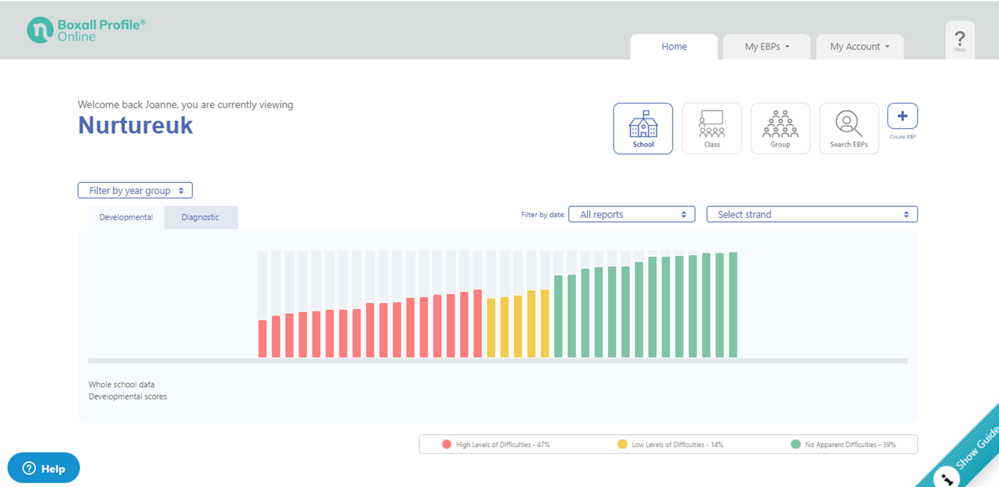 Boxall Profile®
Online
Home
My EBPs
My Account
?
Help
Welcome back Joanne, you are currently viewing
Nurtureuk
School
Class
Group
Search EBPs
+
Create EBP
Filter by year group
Developmental
Diagnostic
Filter by date:
All reports
Select strand
Whole school data
Developmental scores
High Levels of Difficulties - 47%
Low Levels of Difficulties - 14%
No Apparent Difficulties - 39%
? Help
i Show Guide